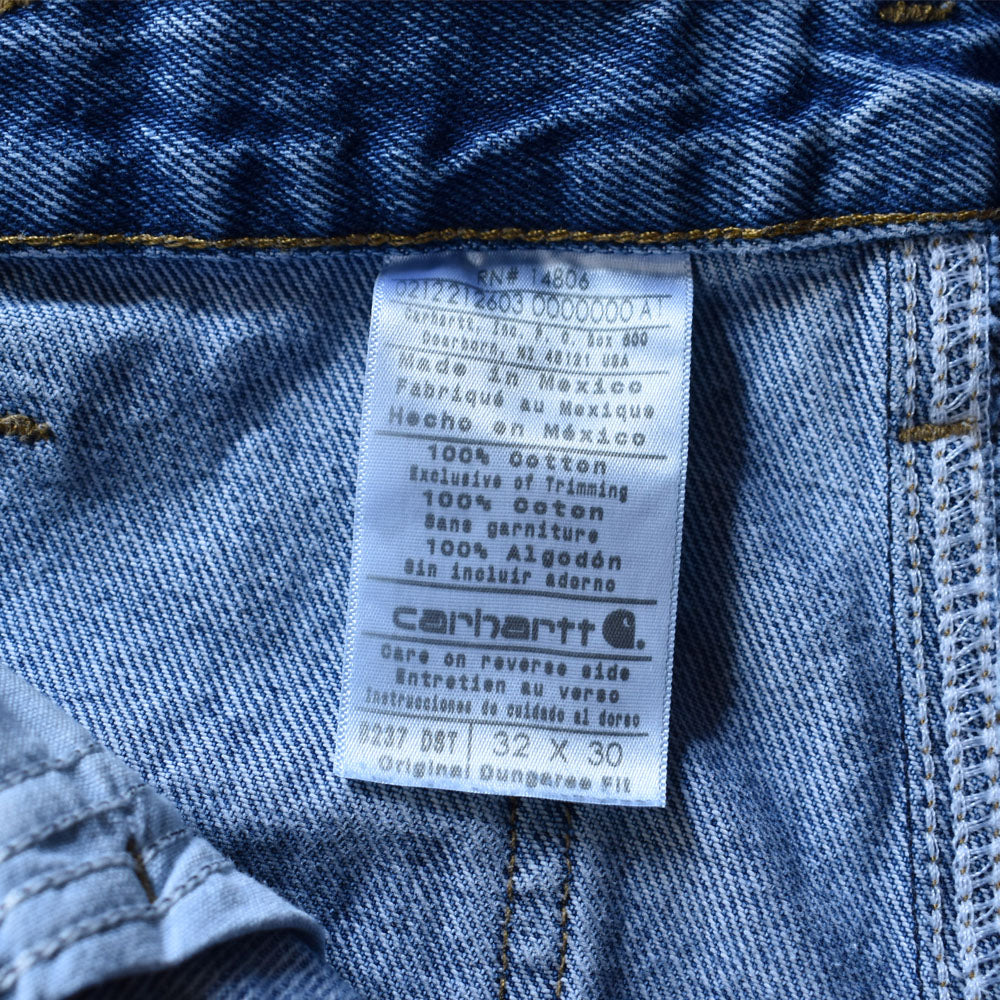 RN# 14806
0212212603 0000000 A1
Carhartt, Inc, P. O. Box 600
Dearborn, MI 48121 USA
Made in Mexico
Fabriqué au Mexique
Hecho en México
100% Cotton
Exclusive of Trimming
100% Coton
Sans garniture
100% Algodón
Sin incluir adorno
carhartt
Care on reverse side
Entretien au verso
Instrucciones de cuidado al dorso
B237 DST 32 X 30
Original Dungaree Fit